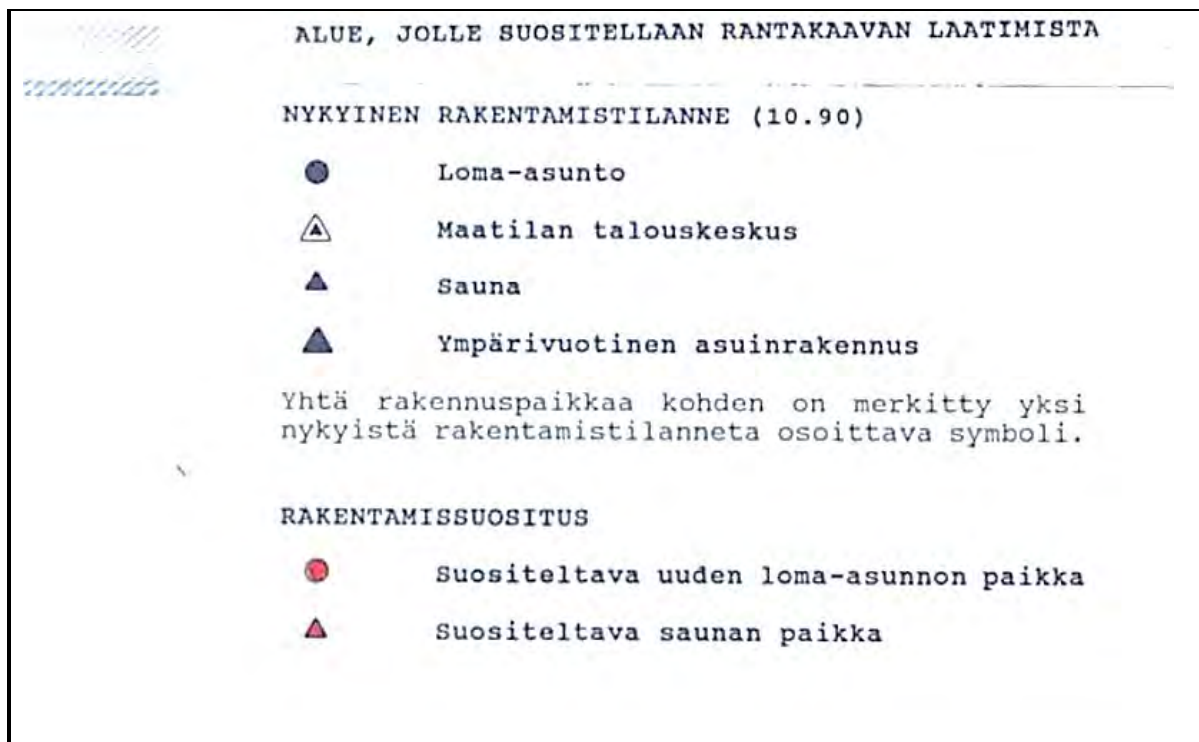 ALUE, JOLLE SUOSITELLAAN RANTAKAAVAN LAATIMISTA
NYKYINEN RAKENTAMISTILANNE (10.90)
Loma-asunto
Maatilan talouskeskus
Sauna
Ympärivuotinen asuinrakennus
Yhtä rakennuspaikkaa kohden on merkitty yksi
nykyistä rakentamistilanneta osoittava symboli.
RAKENTAMISSUOSITUS
Suositeltava uuden loma-asunnon paikka
Suositeltava saunan paikka